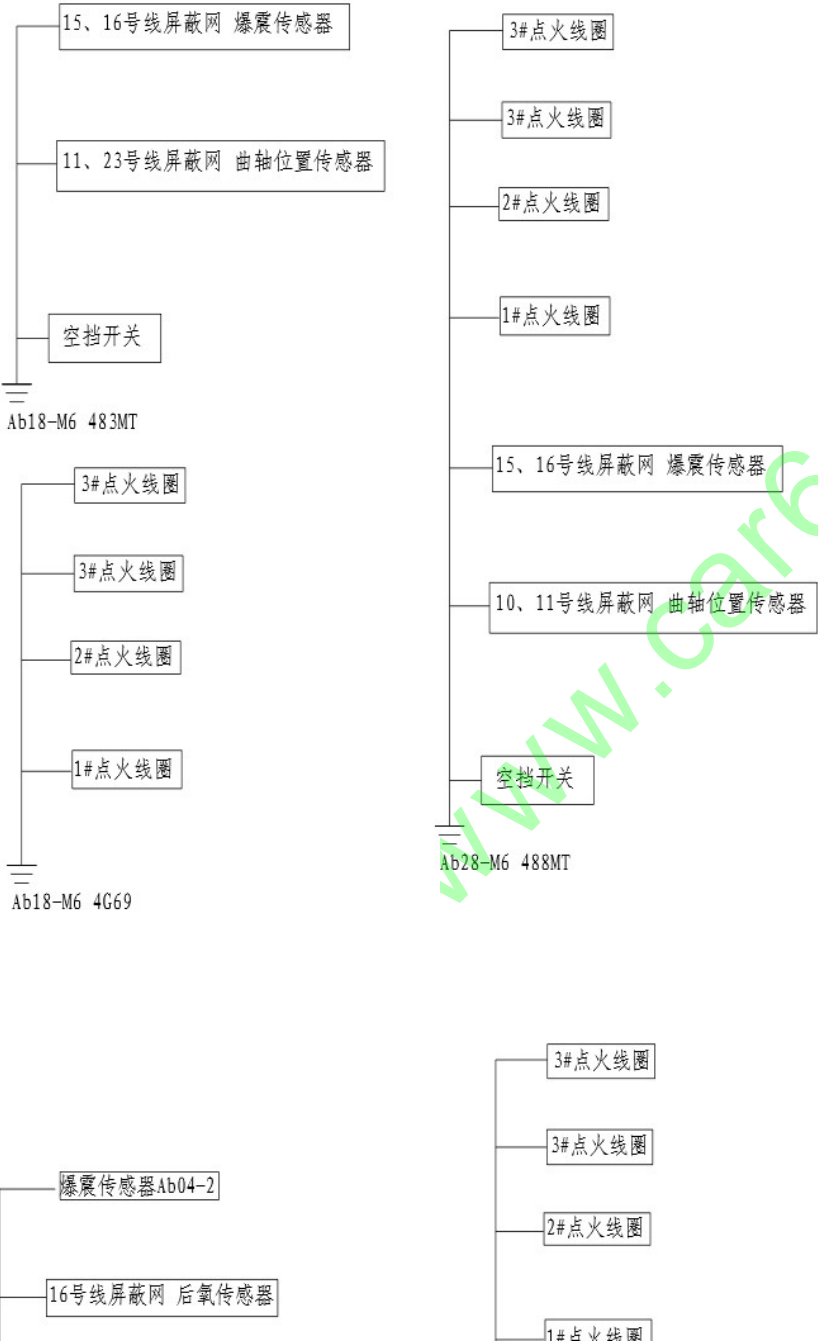 15、16号线屏蔽网 爆震传感器
11、23号线屏蔽网 曲轴位置传感器
空挡开关
Ab18-M6 483MT
3#点火线圈
3#点火线圈
2#点火线圈
1#点火线圈
Ab18-M6 4G69
3#点火线圈
3#点火线圈
2#点火线圈
1#点火线圈
15、16号线屏蔽网 爆震传感器
10、11号线屏蔽网 曲轴位置传感器
空挡开关
Ab28-M6 488MT
爆震传感器Ab04-2
16号线屏蔽网 后氧传感器
3#点火线圈
3#点火线圈
2#点火线圈
1#点火线圈
www.car6